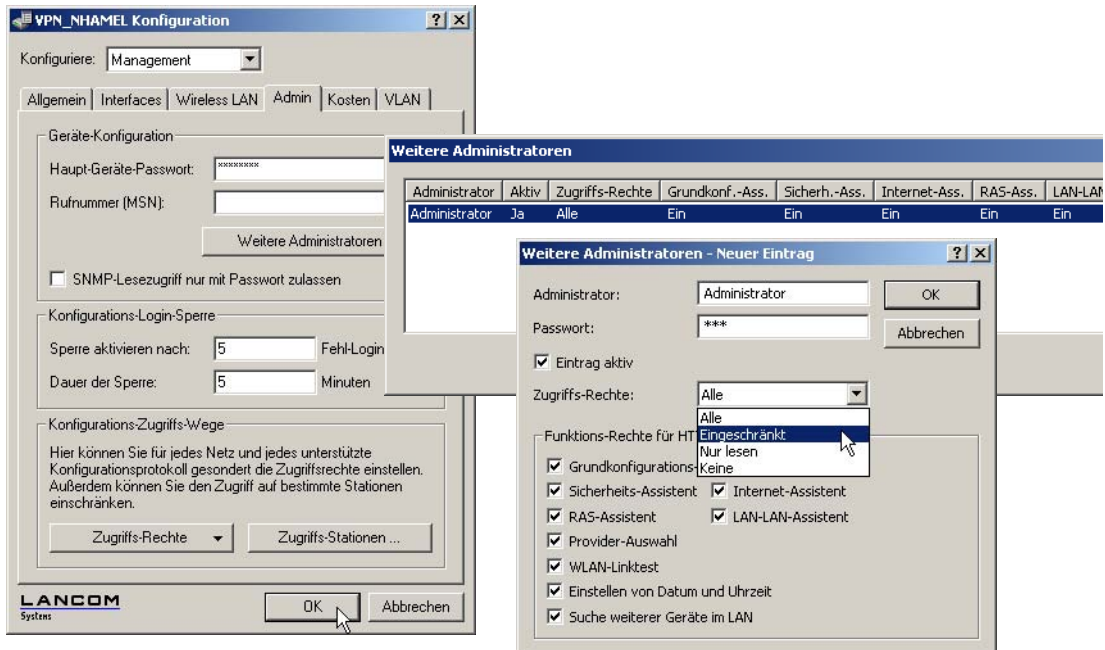 VPN_NHAMEL Konfiguration
Konfiguriere: Management
Allgemein Interfaces Wireless LAN Admin Kosten VLAN
Geräte-Konfiguration
Haupt-Geräte-Passwort: ********
Rufnummer (MSN):
Weitere Administratoren
SNMP-Lesezugriff nur mit Passwort zulassen
Konfigurations-Login-Sperre
Sperre aktivieren nach: 5 Fehl-Login
Dauer der Sperre: 5 Minuten
Konfigurations-Zugriffs-Wege
Hier können Sie für jedes Netz und jedes unterstützte
Konfigurationsprotokoll gesondert die Zugriffsrechte einstellen.
Außerdem können Sie den Zugriff auf bestimmte Stationen
einschränken.
Zugriffs-Rechte Zugriffs-Stationen ...
LANCOM
Systems
OK Abbrechen
Weitere Administratoren
Administrator Aktiv Zugriffs-Rechte Grundkonf.-Ass. Sicherh.-Ass. Internet-Ass. RAS-Ass. LAN-LAN
Administrator Ja Alle Ein Ein Ein Ein Ein
Weitere Administratoren - Neuer Eintrag
Administrator: Administrator OK
Passwort: *** Abbrechen
Eintrag aktiv
Zugriffs-Rechte: Alle
Alle
Eingeschränkt
Nur lesen
Keine
Funktions-Rechte für HT
Grundkonfigurations-
Sicherheits-Assistent Internet-Assistent
RAS-Assistent LAN-LAN-Assistent
Provider-Auswahl
WLAN-Linktest
Einstellen von Datum und Uhrzeit
Suche weiterer Geräte im LAN